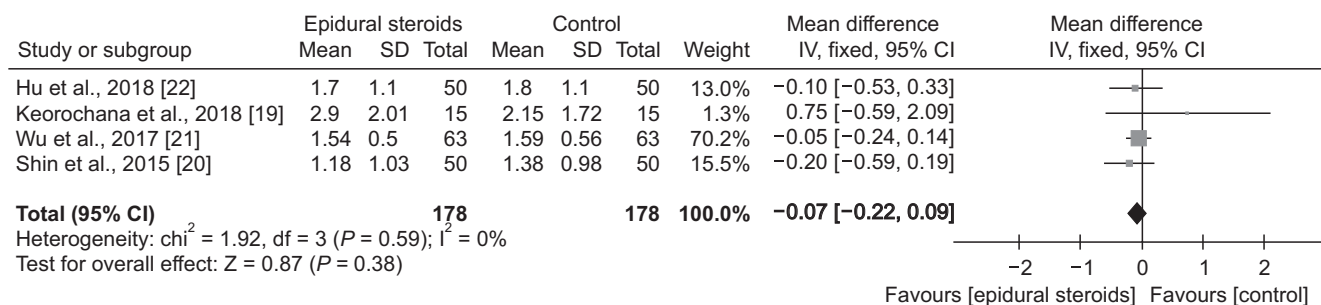 Epidural steroids Control Mean difference Mean difference
Study or subgroup Mean SD Total Mean SD Total Weight IV, fixed, 95% CI IV, fixed, 95% CI
Hu et al., 2018 [22] 1.7 1.1 50 1.8 1.1 50 13.0% −0.10 [−0.53, 0.33]
Keorochana et al., 2018 [19] 2.9 2.01 15 2.15 1.72 15 1.3% 0.75 [−0.59, 2.09]
Wu et al., 2017 [21] 1.54 0.5 63 1.59 0.56 63 70.2% −0.05 [−0.24, 0.14]
Shin et al., 2015 [20] 1.18 1.03 50 1.38 0.98 50 15.5% −0.20 [−0.59, 0.19]
Total (95% CI) 178 178 100.0% −0.07 [−0.22, 0.09]
Heterogeneity: chi² = 1.92, df = 3 (P = 0.59); I² = 0%
Test for overall effect: Z = 0.87 (P = 0.38)
−2 −1 0 1 2
Favours [epidural steroids] Favours [control]